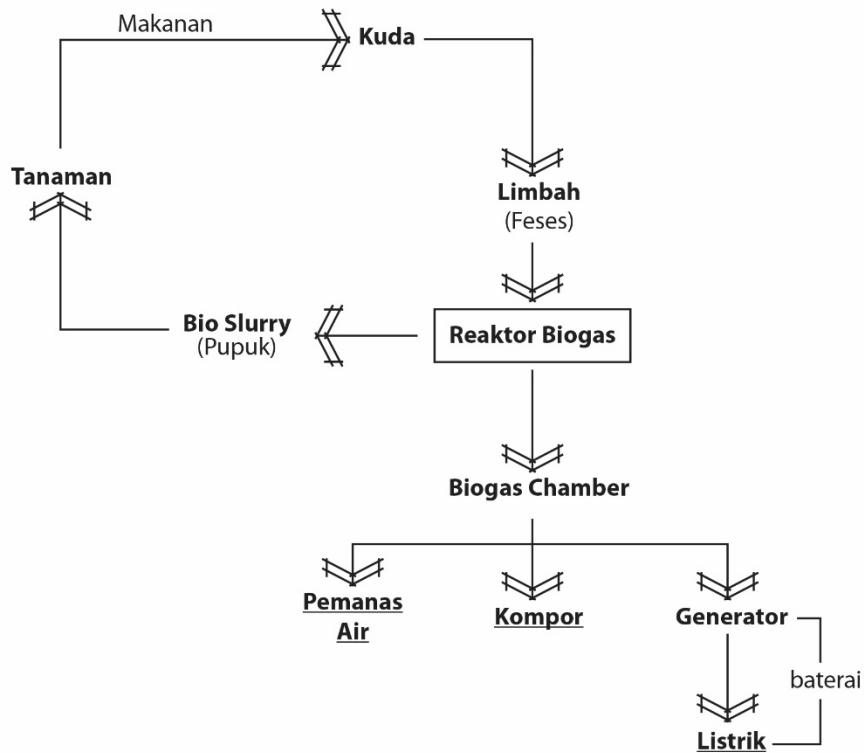 Makanan
Kuda
Tanaman
Limbah
(Feses)
Bio Slurry
(Pupuk)
Reaktor Biogas
Biogas Chamber
Pemanas
Air
Kompor
Generator
baterai
Listrik